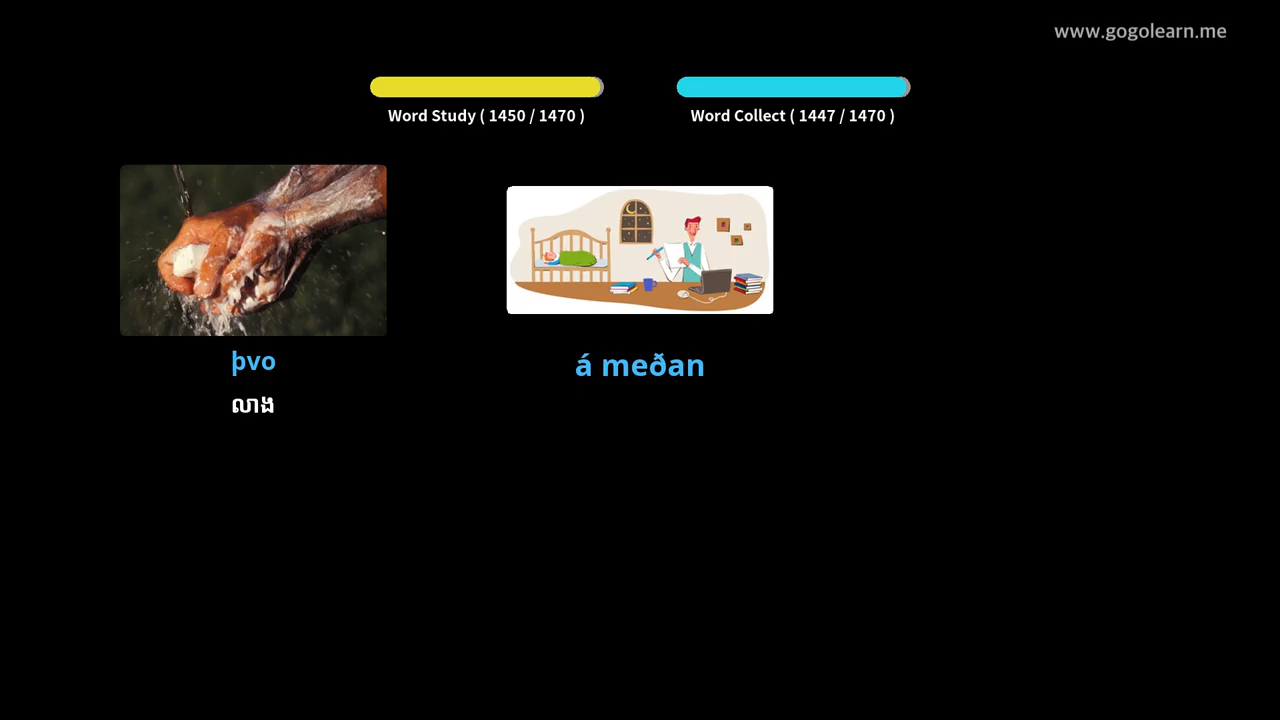 www.gogolearn.me
Word Study ( 1450 / 1470 )
Word Collect ( 1447 / 1470 )
þvo
លាង
á meðan